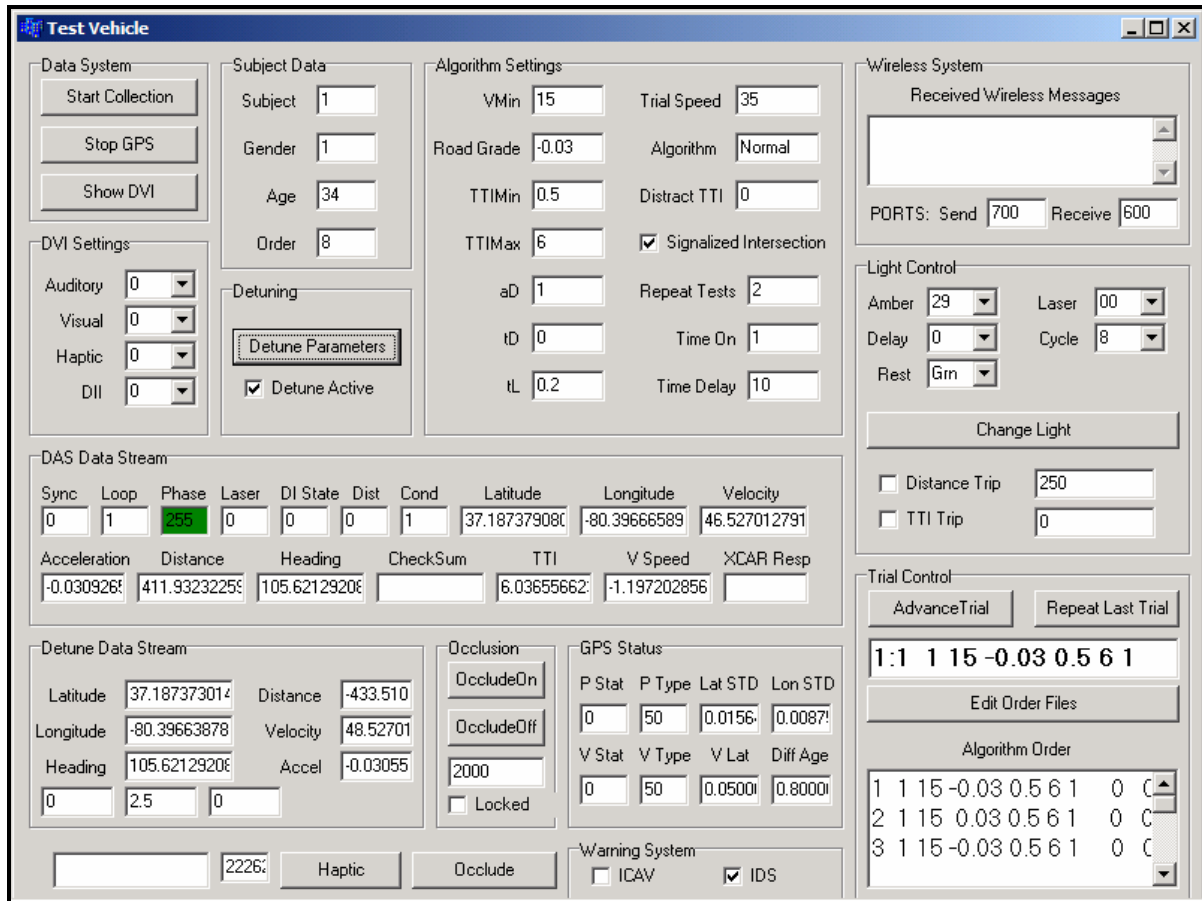 Test Vehicle
Data System
Start Collection
Stop GPS
Show DVI
Subject Data
Subject 1
Gender 1
Age 34
Order 8
Algorithm Settings
VMin 15
Road Grade -0.03
TTIMin 0.5
TTIMax 6
aD 1
tD 0
tL 0.2
Trial Speed 35
Algorithm Normal
Distract TTI 0
Signalized Intersection
Repeat Tests 2
Time On 1
Time Delay 10
Wireless System
Received Wireless Messages
PORTS: Send 700 Receive 600
DVI Settings
Auditory 0
Visual 0
Haptic 0
DII 0
Detuning
Detune Parameters
Detune Active
Light Control
Amber 29 Laser 00
Delay 0 Cycle 8
Rest Grn
Change Light
Distance Trip 250
TTI Trip 0
DAS Data Stream
Sync Loop Phase Laser DI State Dist Cond Latitude Longitude Velocity
0 1 255 0 0 0 1 37.187379080 -80.39666589 46.527012791
Acceleration Distance Heading CheckSum TTI V Speed XCAR Resp
-0.0309265 411.93232259 105.62129208 6.03655662 -1.197202856
Trial Control
AdvanceTrial Repeat Last Trial
1:1 1 15 -0.03 0.5 6 1
Edit Order Files
Algorithm Order
1 1 15 -0.03 0.5 6 1 0
2 1 15 0.03 0.5 6 1 0
3 1 15 -0.03 0.5 6 1 0
Detune Data Stream
Latitude 37.187373014 Distance -433.510
Longitude -80.39663878 Velocity 48.52701
Heading 105.62129208 Accel -0.03055
0 2.5 0
Occlusion
OccludeOn
OccludeOff
2000
Locked
GPS Status
P Stat P Type Lat STD Lon STD
0 50 0.0156 0.0087
V Stat V Type V Lat Diff Age
0 50 0.0500 0.8000
2226
Haptic
Occlude
Warning System
ICAV IDS